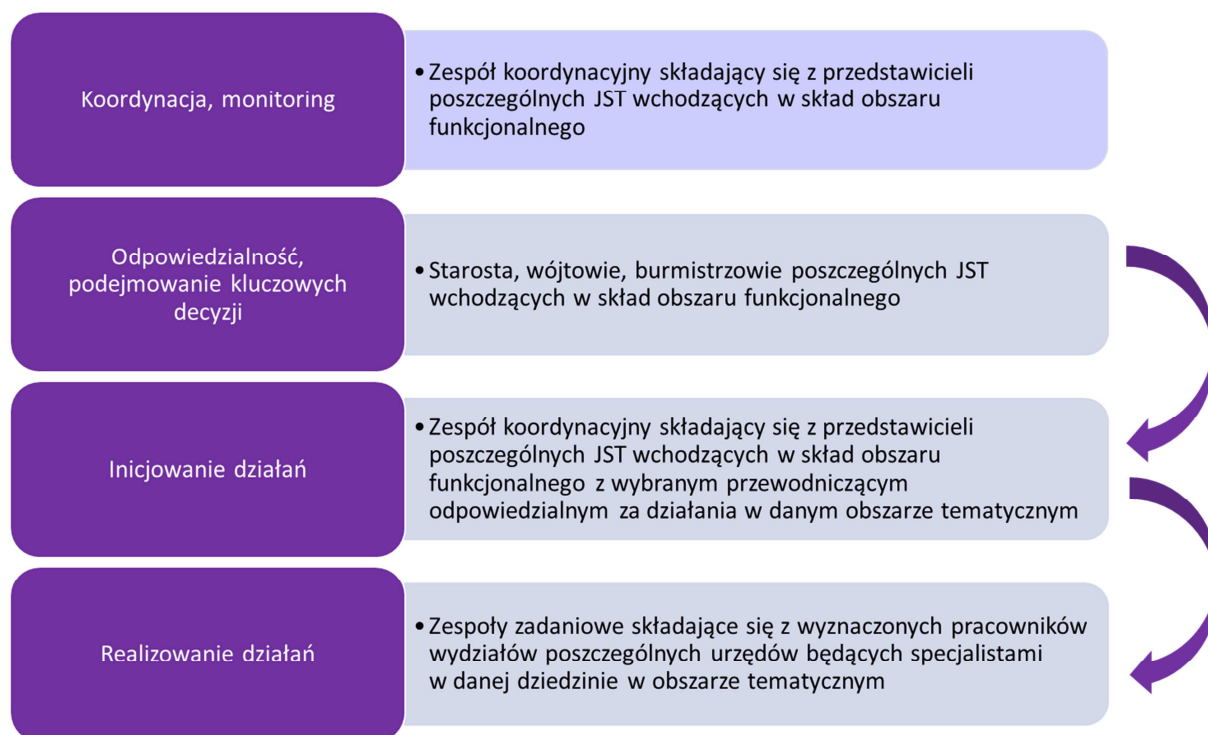 Koordynacja, monitoring
• Zespół koordynacyjny składający się z przedstawicieli
poszczególnych JST wchodzących w skład obszaru
funkcjonalnego
Odpowiedzialność,
podejmowanie kluczowych
decyzji
• Starosta, wójtowie, burmistrzowie poszczególnych JST
wchodzących w skład obszaru funkcjonalnego
Inicjowanie działań
• Zespół koordynacyjny składający się z przedstawicieli
poszczególnych JST wchodzących w skład obszaru
funkcjonalnego z wybranym przewodniczącym
odpowiedzialnym za działania w danym obszarze tematycznym
Realizowanie działań
• Zespoły zadaniowe składające się z wyznaczonych pracowników
wydziałów poszczególnych urzędów będących specjalistami
w danej dziedzinie w obszarze tematycznym